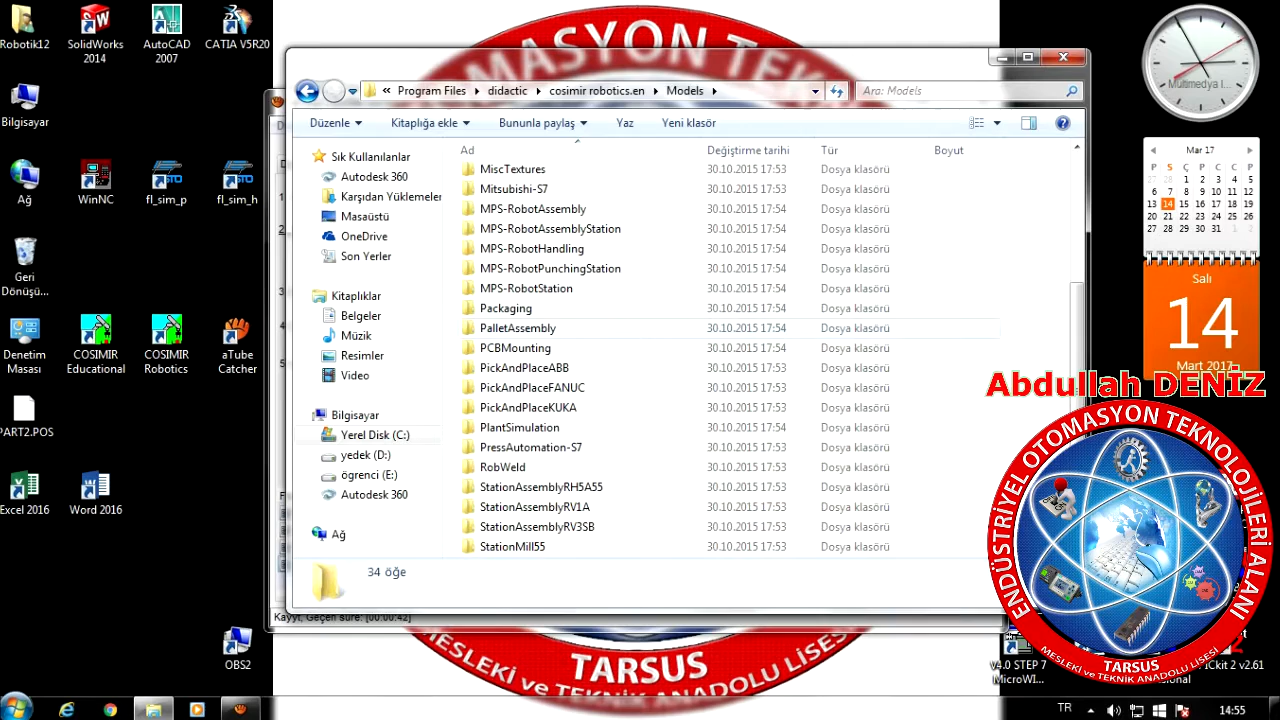 Robotik12
SolidWorks 2014
AutoCAD 2007
CATIA V5R20
Bilgisayar
Ağ
WinNC
fl_sim_p
fl_sim_h
Geri Dönüşü...
Denetim Masası
COSIMIR Educational
COSIMIR Robotics
aTube Catcher
PART2.POS
Excel 2016
Word 2016
OBS2
« Program Files didactic cosimir robotics.en Models
Ara: Models
Düzenle
Kitaplığa ekle
Bununla paylaş
Yaz
Yeni klasör
Sık Kullanılanlar
Autodesk 360
Karşıdan Yüklemeler
Masaüstü
OneDrive
Son Yerler
Kitaplıklar
Belgeler
Müzik
Resimler
Video
Bilgisayar
Yerel Disk (C:)
yedek (D:)
ögrenci (E:)
Autodesk 360
Ağ
Ad Değiştirme tarihi Tür Boyut
MiscTextures 30.10.2015 17:53 Dosya klasörü
Mitsubishi-S7 30.10.2015 17:53 Dosya klasörü
MPS-RobotAssembly 30.10.2015 17:54 Dosya klasörü
MPS-RobotAssemblyStation 30.10.2015 17:54 Dosya klasörü
MPS-RobotHandling 30.10.2015 17:54 Dosya klasörü
MPS-RobotPunchingStation 30.10.2015 17:54 Dosya klasörü
MPS-RobotStation 30.10.2015 17:54 Dosya klasörü
Packaging 30.10.2015 17:54 Dosya klasörü
PalletAssembly 30.10.2015 17:54 Dosya klasörü
PCBMounting 30.10.2015 17:54 Dosya klasörü
PickAndPlaceABB 30.10.2015 17:53 Dosya klasörü
PickAndPlaceFANUC 30.10.2015 17:53 Dosya klasörü
PickAndPlaceKUKA 30.10.2015 17:53 Dosya klasörü
PlantSimulation 30.10.2015 17:54 Dosya klasörü
PressAutomation-S7 30.10.2015 17:53 Dosya klasörü
RobWeld 30.10.2015 17:53 Dosya klasörü
StationAssemblyRH5A55 30.10.2015 17:53 Dosya klasörü
StationAssemblyRV1A 30.10.2015 17:53 Dosya klasörü
StationAssemblyRV3SB 30.10.2015 17:53 Dosya klasörü
StationMill55 30.10.2015 17:53 Dosya klasörü
34 öğe
Kayıt, Geçen süre: [00:00:42]
MASYON TEK
MESLEKİ ve TEKNİK ANADOLU LİSESİ
TARSUS
Multimedya l...
Mar 17
P S Ç P C C P
27 28 1 2 3 4 5
6 7 8 9 10 11 12
13 14 15 16 17 18 19
20 21 22 23 24 25 26
27 28 29 30 31 1 2
Salı
14
Mart 2017
Abdullah DENIZ
ENDÜSTRİYEL OTOMASYON TEKNOLOJİLERİ ALANI
MESLEKİ ve TEKNİK ANADOLU LİSESİ
TARSUS
V4.0 STEP 7
MicroWI...
ICkit 2 v2.61
TR
14:55